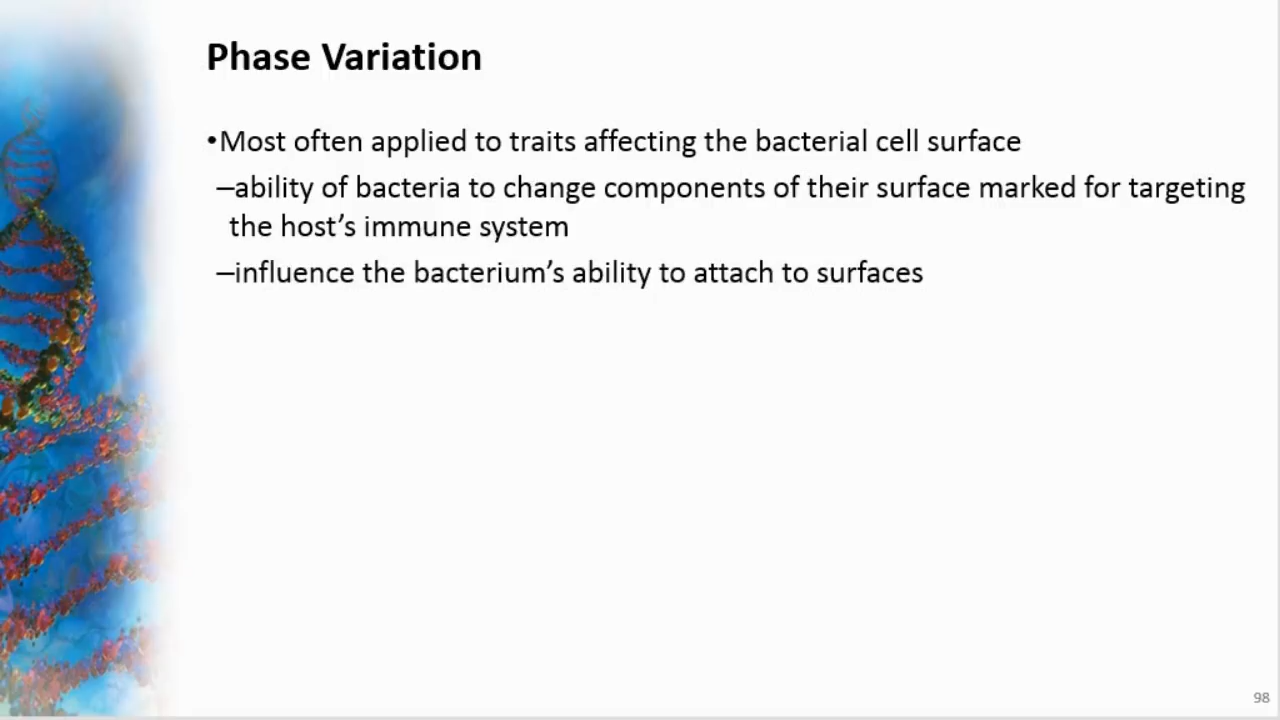 Phase Variation
•Most often applied to traits affecting the bacterial cell surface
–ability of bacteria to change components of their surface marked for targeting
the host’s immune system
–influence the bacterium’s ability to attach to surfaces
98